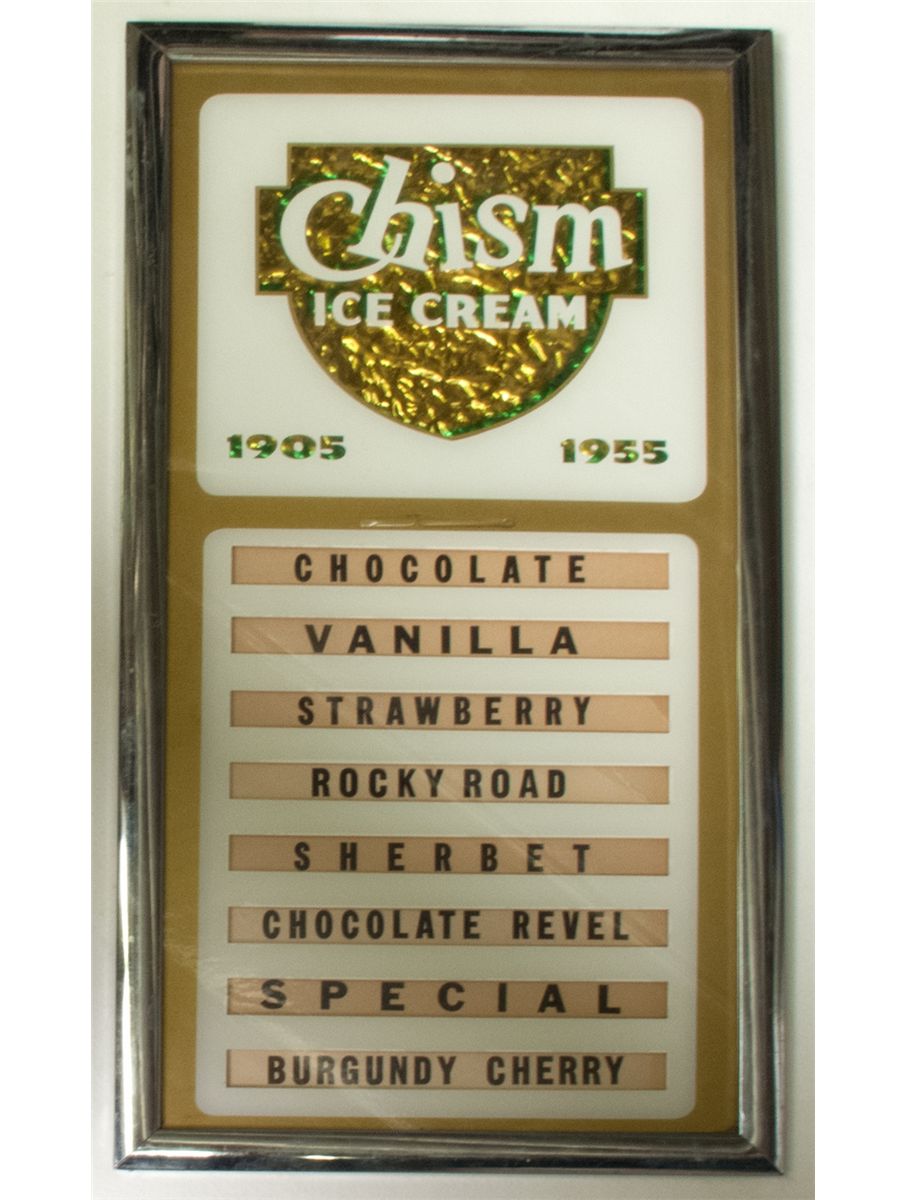 Chism
ICE CREAM
1905 1955
CHOCOLATE
VANILLA
STRAWBERRY
ROCKY ROAD
SHERBET
CHOCOLATE REVEL
SPECIAL
BURGUNDY CHERRY